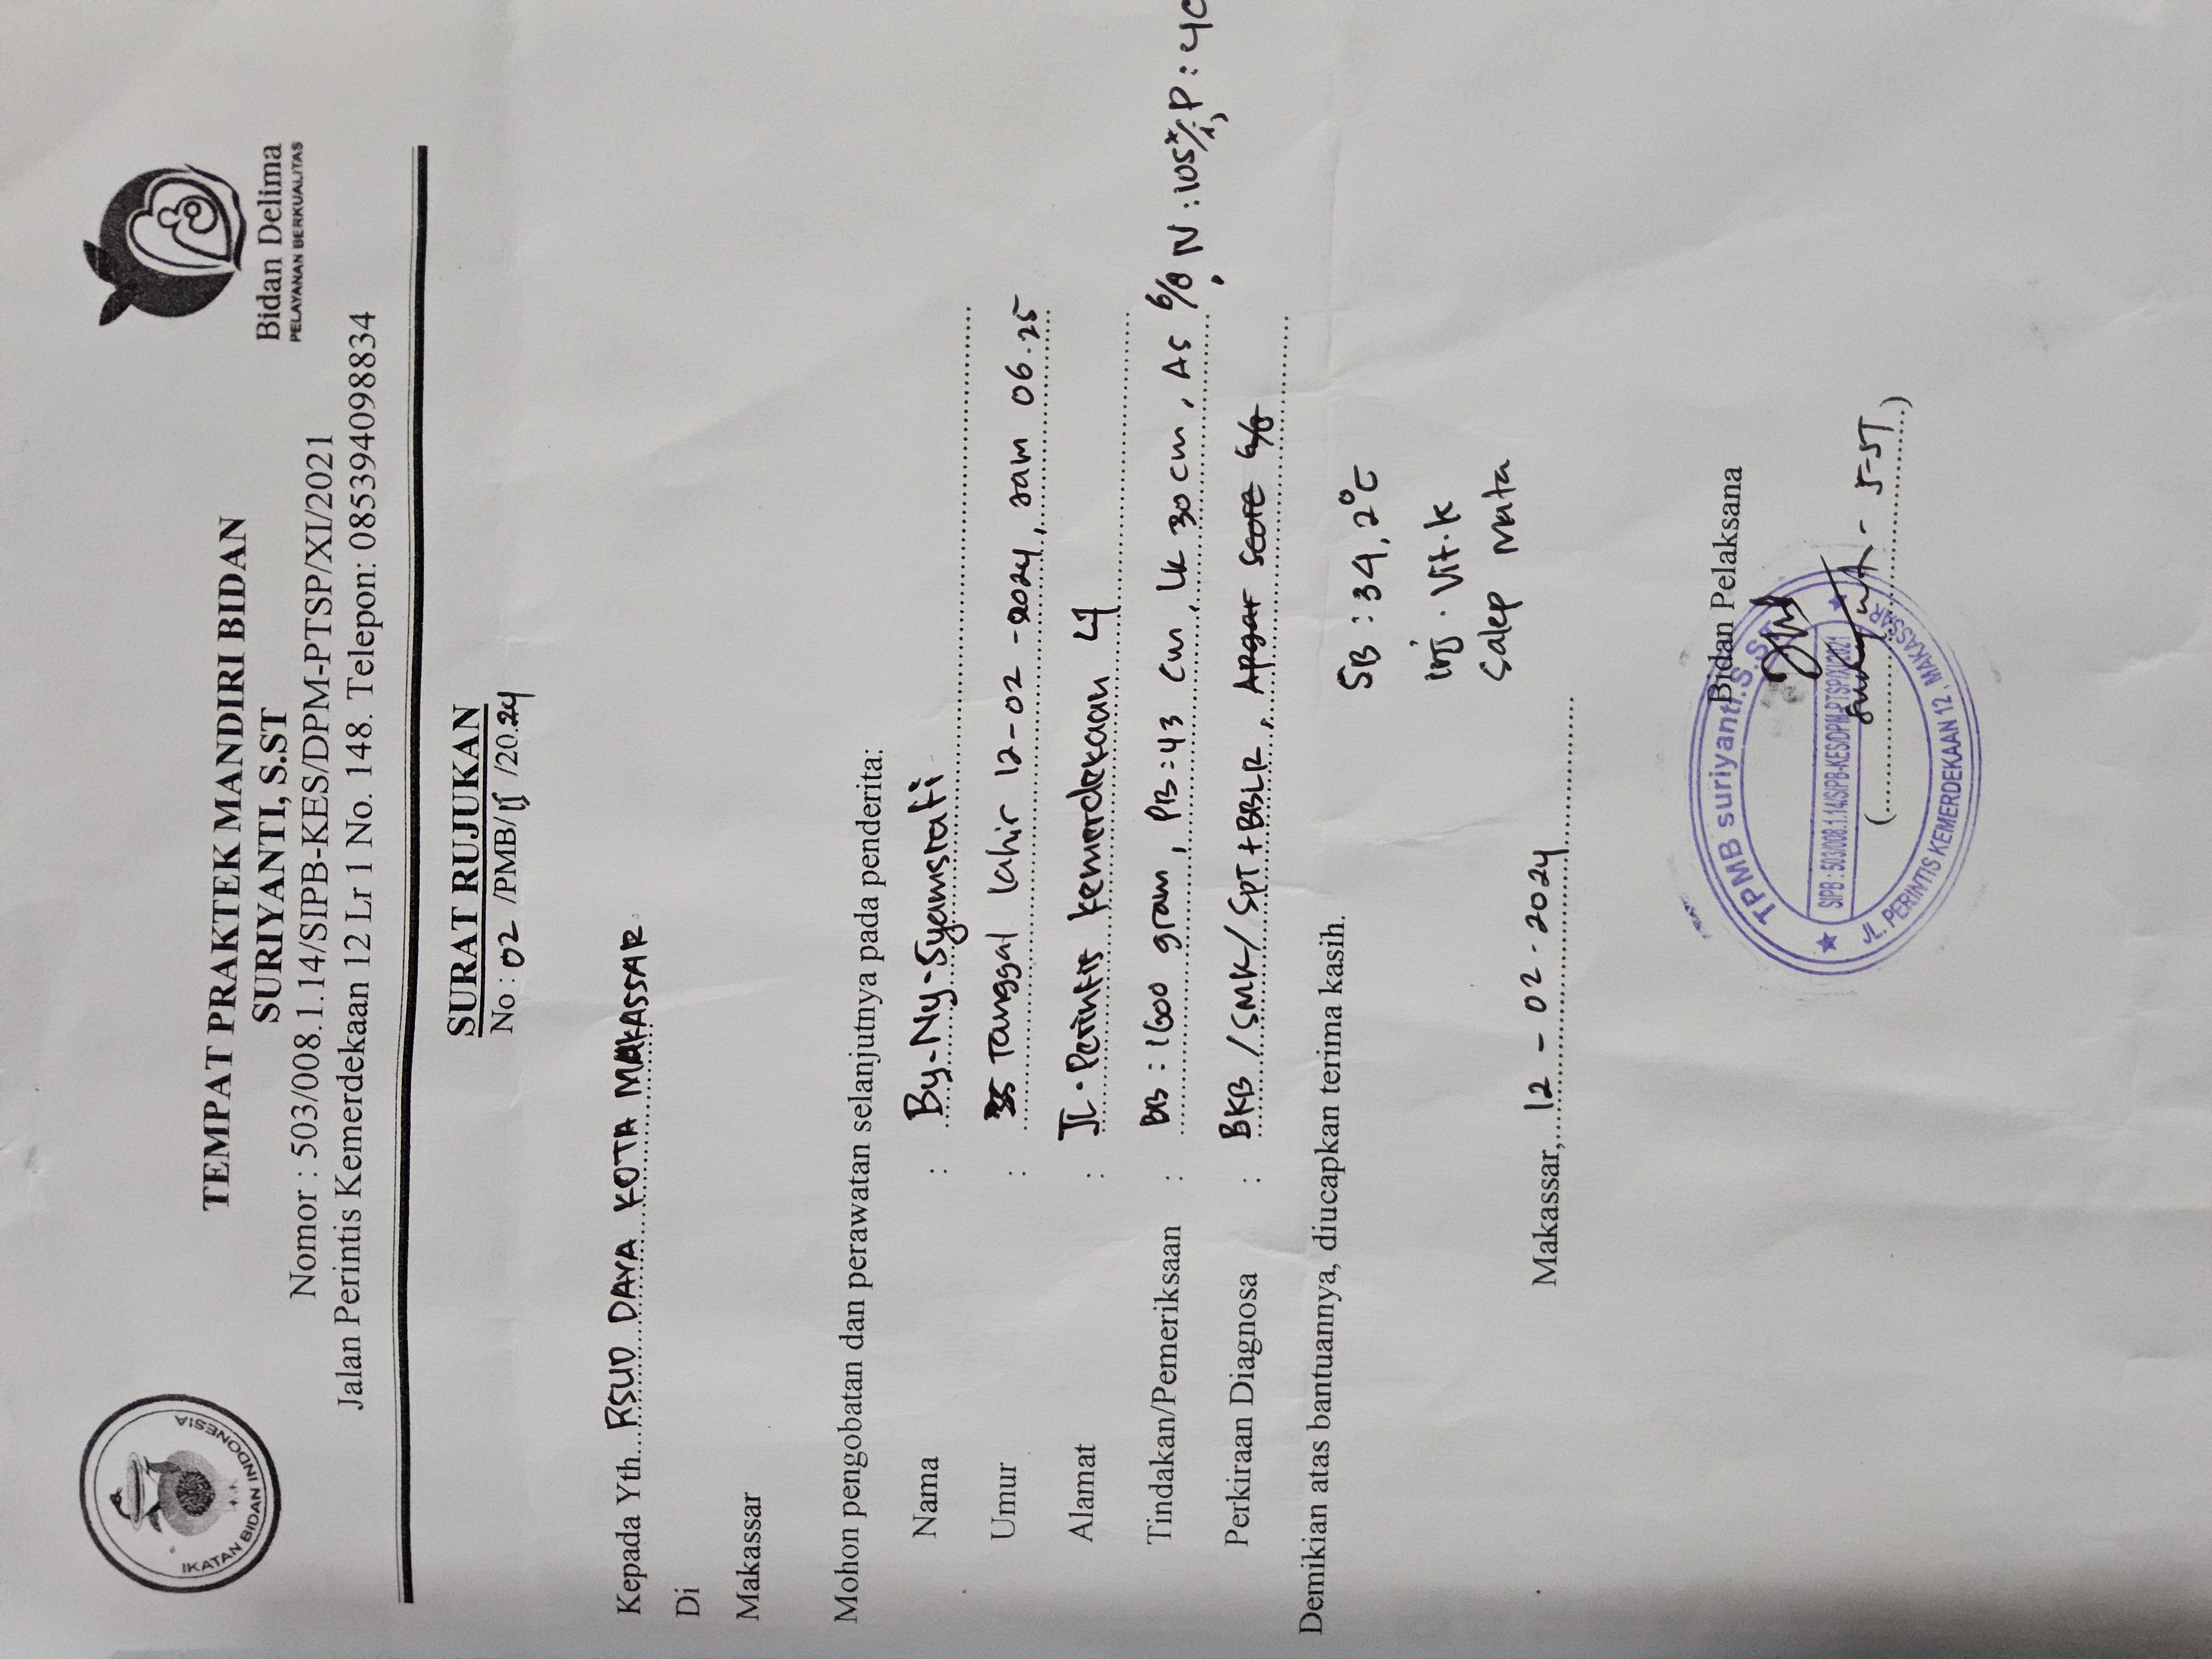 IKATAN BIDAN INDONESIA
Bidan Delima
PELAYANAN BERKUALITAS
TEMPAT PRAKTEK MANDIRI BIDAN
SURIYANTI, S.ST
Nomor : 503/008.1.14/SIPB-KES/DPM-PTSP/XI/2021
Jalan Perintis Kemerdekaan 12 Lr 1 No. 148. Telepon: 085394098834
SURAT RUJUKAN
No : 02 /PMB/II /20.24
Kepada Yth. RSUD DAYA KOTA MAKASSAR
Di
Makassar
Mohon pengobatan dan perawatan selanjutnya pada penderita:
Nama : By-Ny-Syamsrati
Umur : Tanggal lahir 12-02-2024, Jam 06.25
Alamat : JL. Perintis kemerdekaan 4
Tindakan/Pemeriksaan : BB : 1600 gram, PB = 43 cm, LK 30 cm, AS 6/8, N : 105 x/i, P : 40
Perkiraan Diagnosa : BKB / SMK / SPT + BBLR, Apgar Score 6/8
Demikian atas bantuannya, diucapkan terima kasih.
SB : 34,2°C
Inj. Vit. K
Salep Mata
Makassar, 12 - 02 - 2024
Bidan Pelaksana
TPMB suriyanti.S.ST
SIPB : 503/008.1.14/SIPB-KES/DPM-PTSP/XI/2021
JL. PERINTIS KEMERDEKAAN 12, MAKASSAR
S-ST